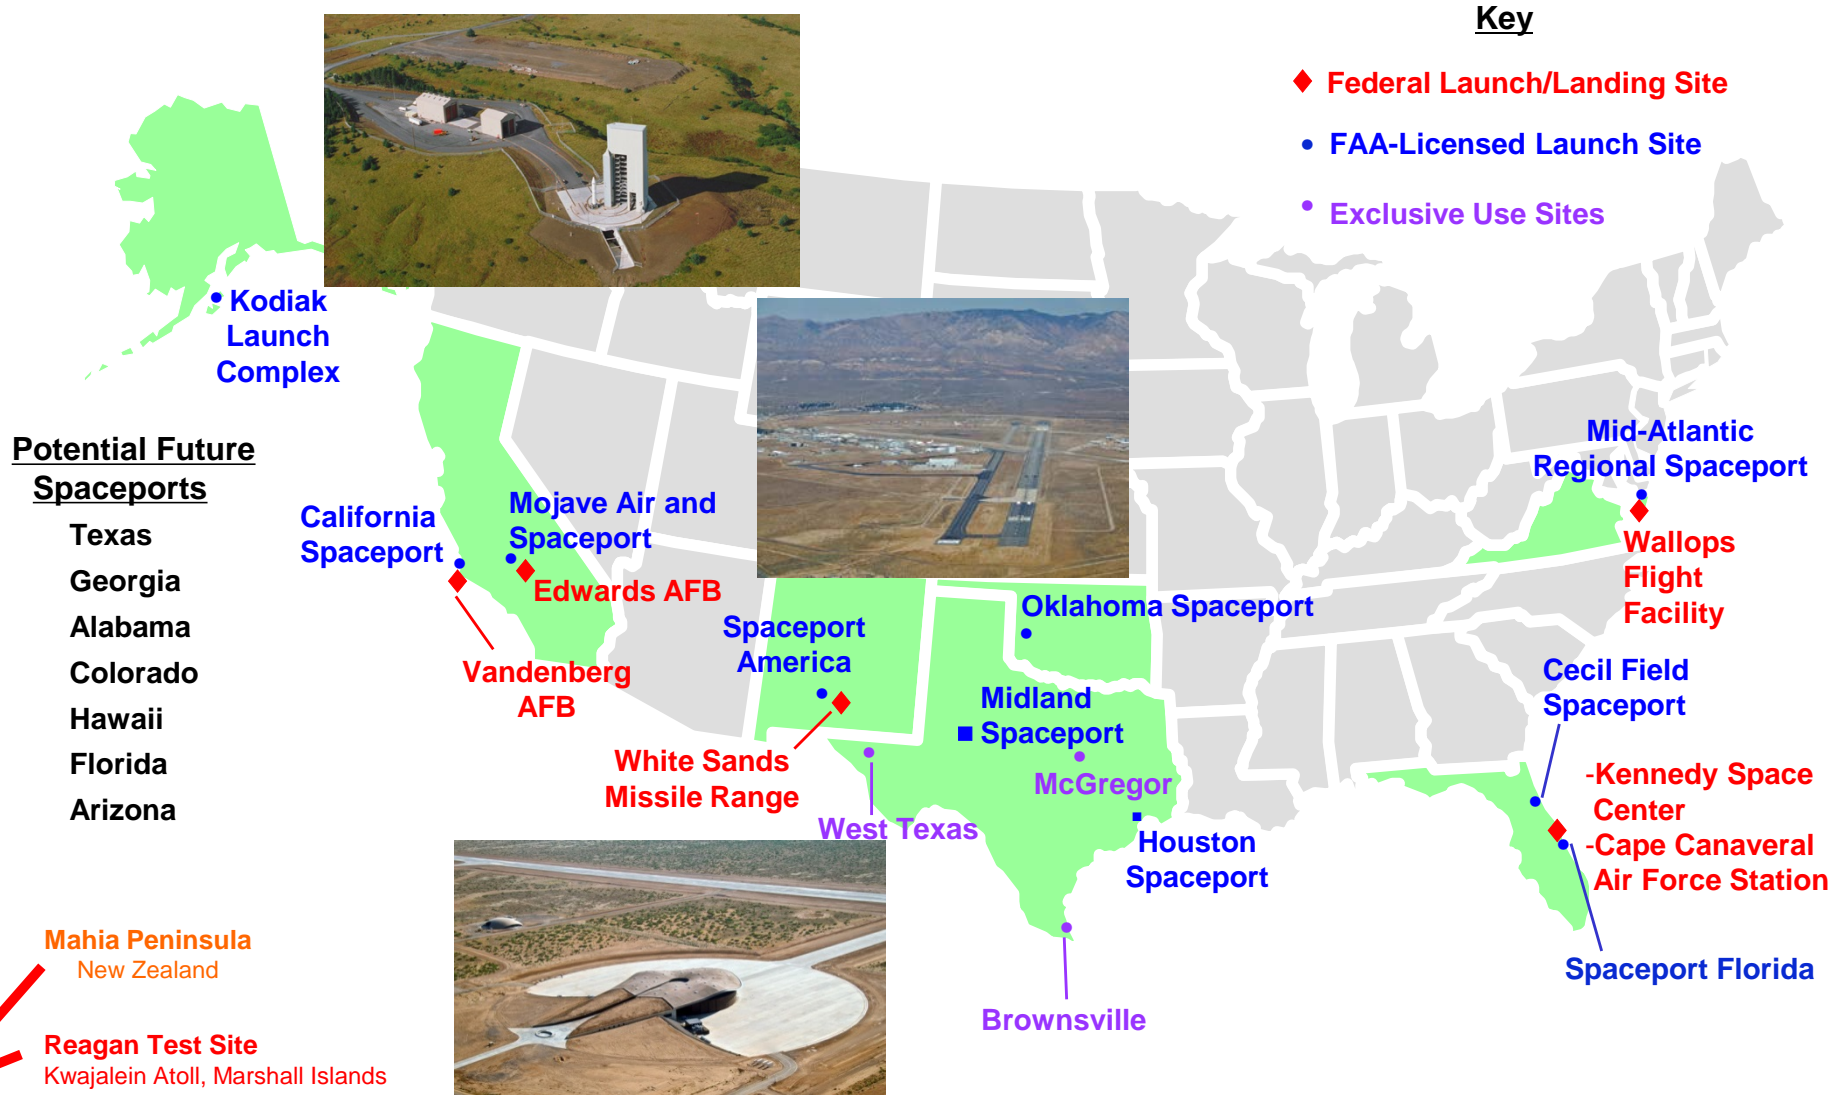 Key
Federal Launch/Landing Site
FAA-Licensed Launch Site
Exclusive Use Sites
Kodiak
Launch
Complex
Potential Future
Spaceports
Texas
Georgia
Alabama
Colorado
Hawaii
Florida
Arizona
California
Spaceport
Mojave Air and
Spaceport
Edwards AFB
Vandenberg
AFB
Spaceport
America
White Sands
Missile Range
Oklahoma Spaceport
Midland
Spaceport
McGregor
West Texas
Houston
Spaceport
Brownsville
Mid-Atlantic
Regional Spaceport
Wallops
Flight
Facility
Cecil Field
Spaceport
-Kennedy Space
Center
-Cape Canaveral
Air Force Station
Spaceport Florida
Mahia Peninsula
New Zealand
Reagan Test Site
Kwajalein Atoll, Marshall Islands